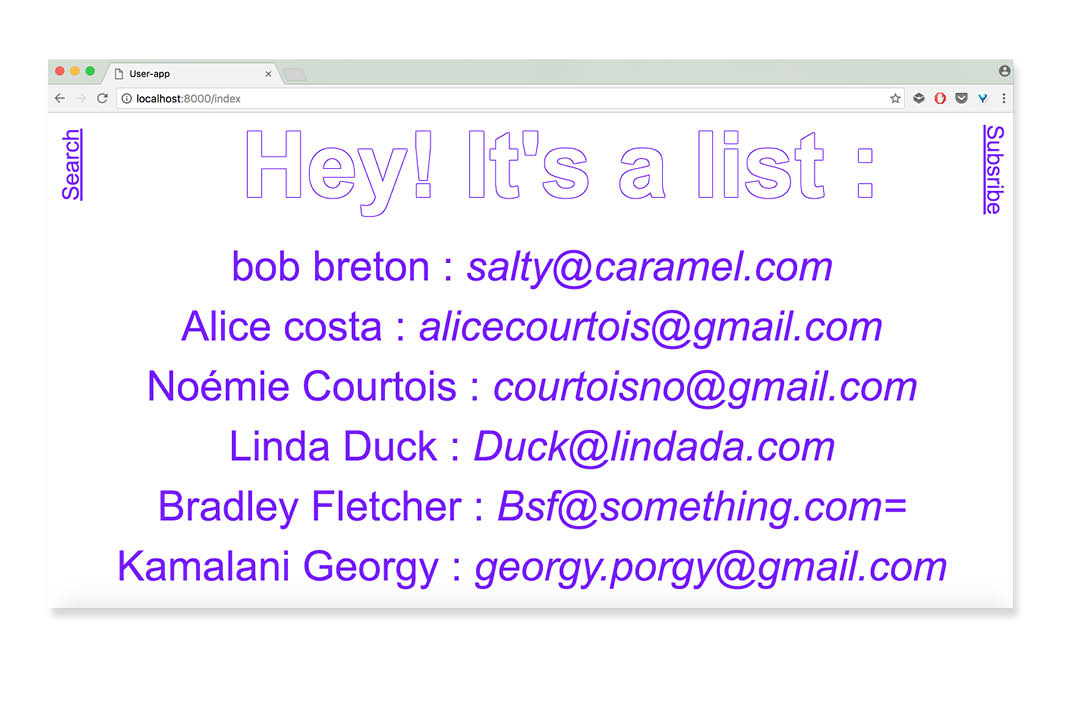 User-app
localhost:8000/index
Search
Hey! It's a list :
Subsribe
bob breton : salty@caramel.com
Alice costa : alicecourtois@gmail.com
Noémie Courtois : courtoisno@gmail.com
Linda Duck : Duck@lindada.com
Bradley Fletcher : Bsf@something.com=
Kamalani Georgy : georgy.porgy@gmail.com